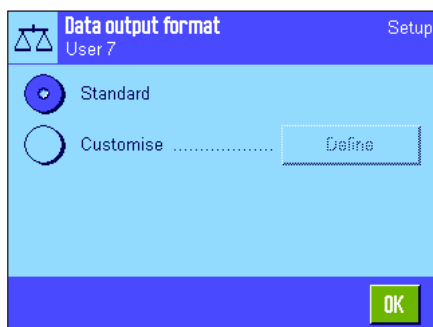 Data output format
Setup
User 7
Standard
Customise ................... Define
OK